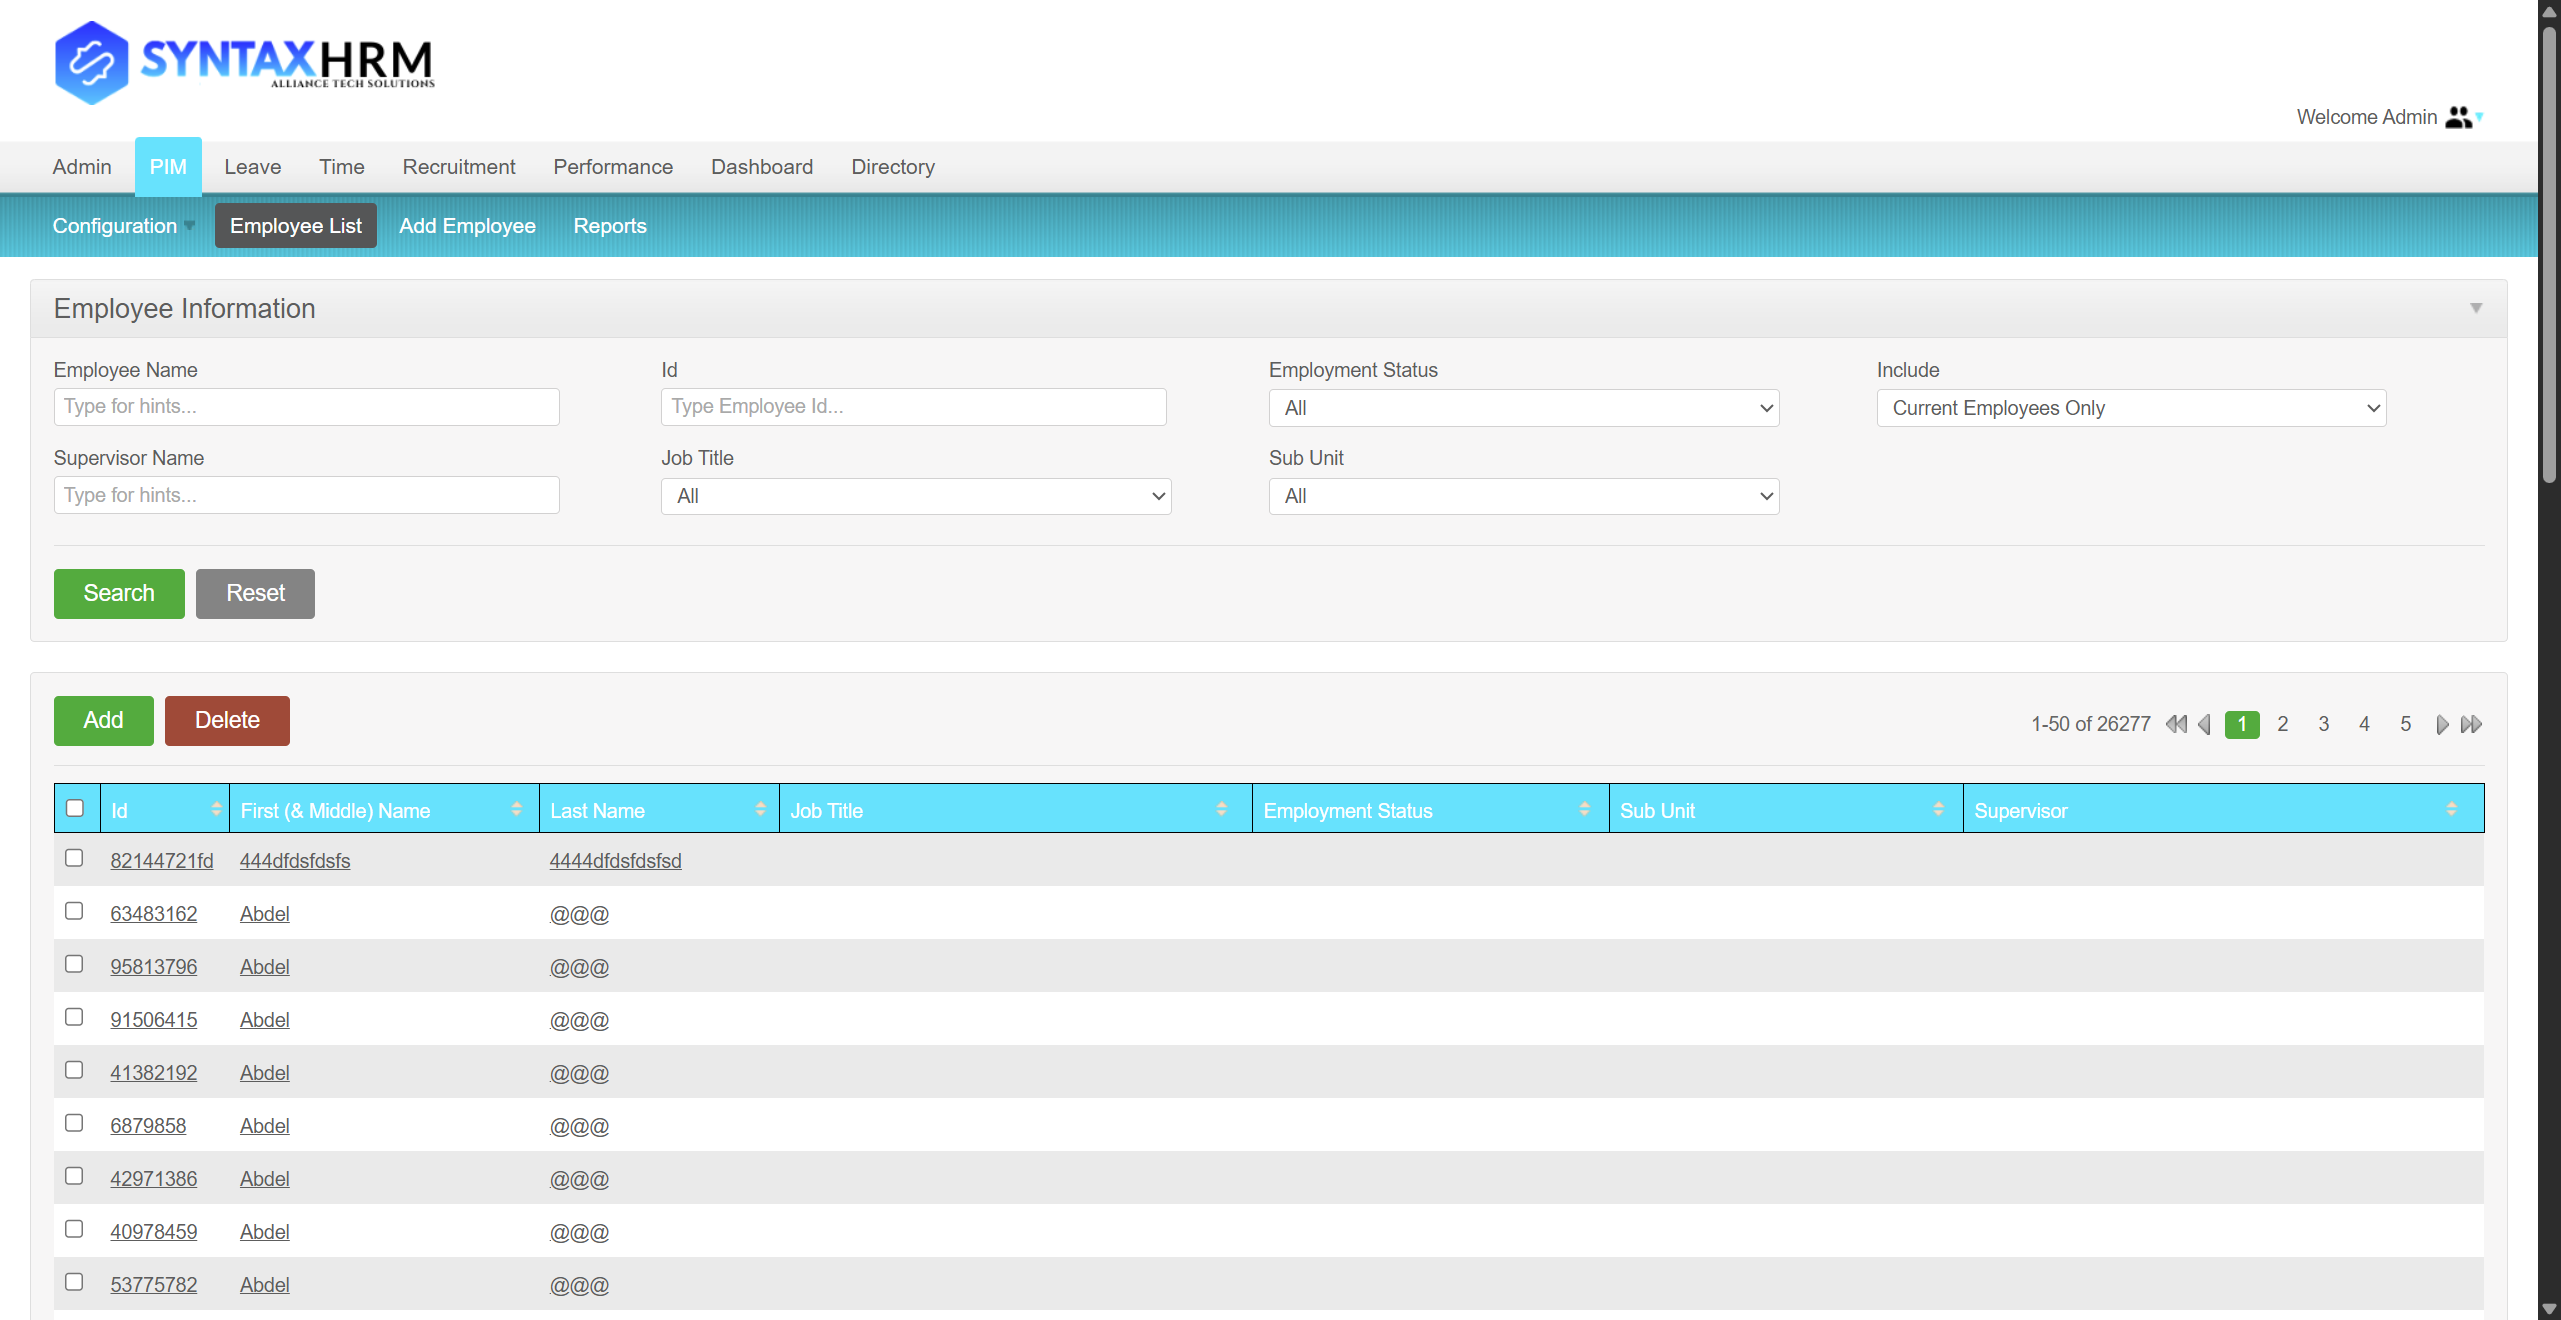 SYNTAXHRM
ALLIANCE TECH SOLUTIONS
Welcome Admin
Admin PIM Leave Time Recruitment Performance Dashboard Directory
Configuration Employee List Add Employee Reports
Employee Information
Employee Name Id Employment Status Include
Type for hints... Type Employee Id... All Current Employees Only
Supervisor Name Job Title Sub Unit
Type for hints... All All
Search Reset
Add Delete 1-50 of 26277 1 2 3 4 5
Id First (& Middle) Name Last Name Job Title Employment Status Sub Unit Supervisor
82144721fd 444dfdsfdsfs 4444dfdsfdsfsd
63483162 Abdel @@@
95813796 Abdel @@@
91506415 Abdel @@@
41382192 Abdel @@@
6879858 Abdel @@@
42971386 Abdel @@@
40978459 Abdel @@@
53775782 Abdel @@@